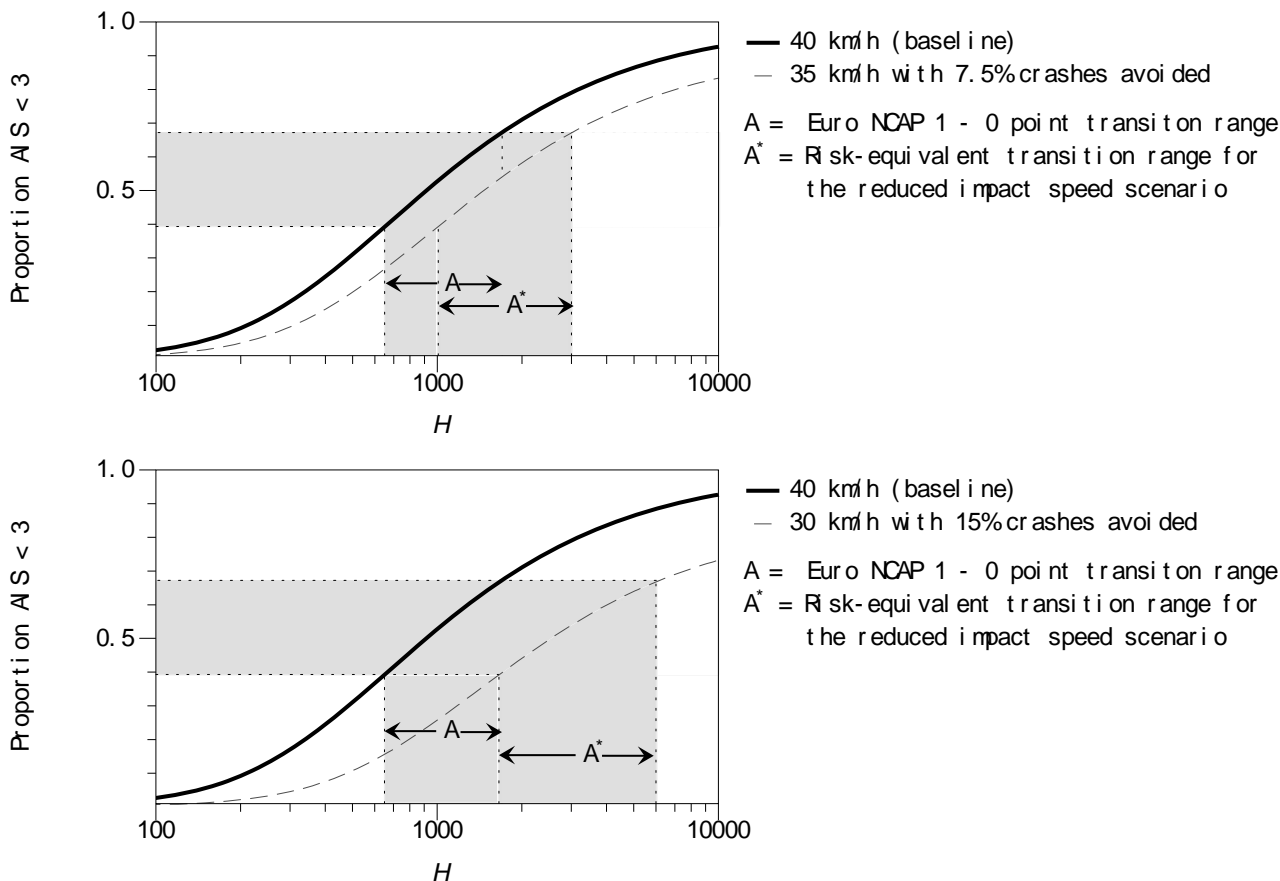 1.0
0.5
Proportion AIS < 3
100 1000 10000
H
40 km/h (baseline)
35 km/h with 7.5% crashes avoided
A = Euro NCAP 1 - 0 point transiton range
A* = Risk-equivalent transition range for
the reduced impact speed scenario
A
A*
1.0
0.5
Proportion AIS < 3
100 1000 10000
H
40 km/h (baseline)
30 km/h with 15% crashes avoided
A = Euro NCAP 1 - 0 point transiton range
A* = Risk-equivalent transition range for
the reduced impact speed scenario
A
A*